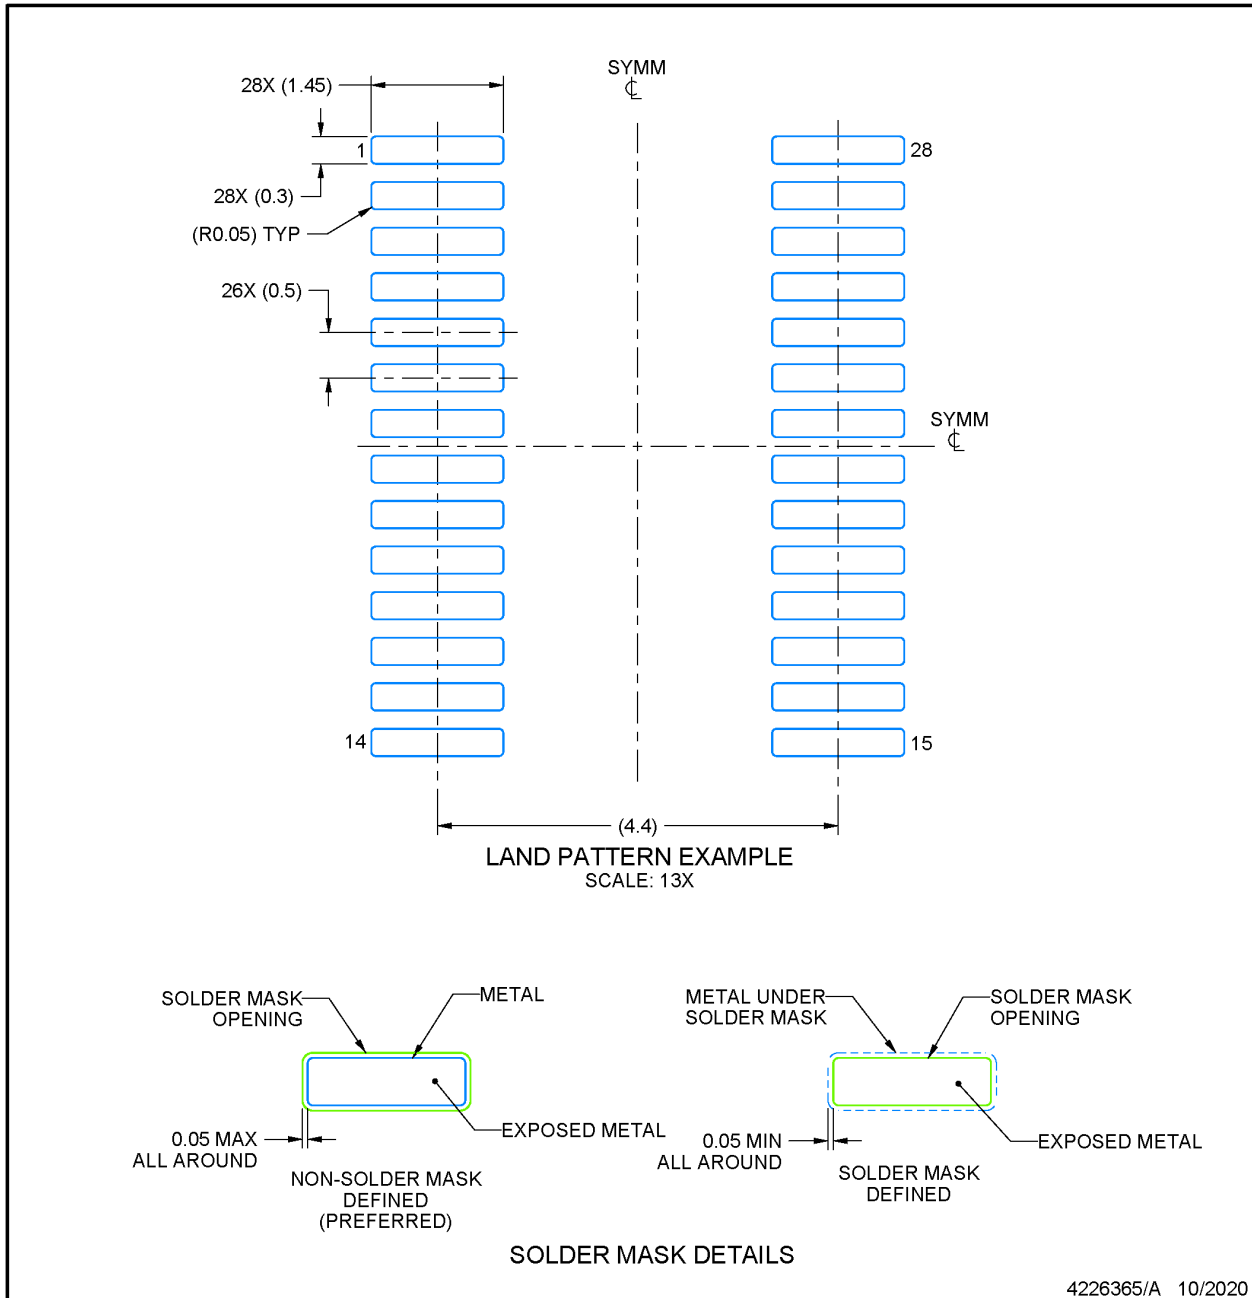 SYMM
℄
28X (1.45)
1
28
28X (0.3)
(R0.05) TYP
26X (0.5)
SYMM
℄
14
15
(4.4)
LAND PATTERN EXAMPLE
SCALE: 13X
SOLDER MASK
OPENING
METAL
EXPOSED METAL
0.05 MAX
ALL AROUND
NON-SOLDER MASK
DEFINED
(PREFERRED)
METAL UNDER
SOLDER MASK
SOLDER MASK
OPENING
EXPOSED METAL
0.05 MIN
ALL AROUND
SOLDER MASK
DEFINED
SOLDER MASK DETAILS
4226365/A 10/2020